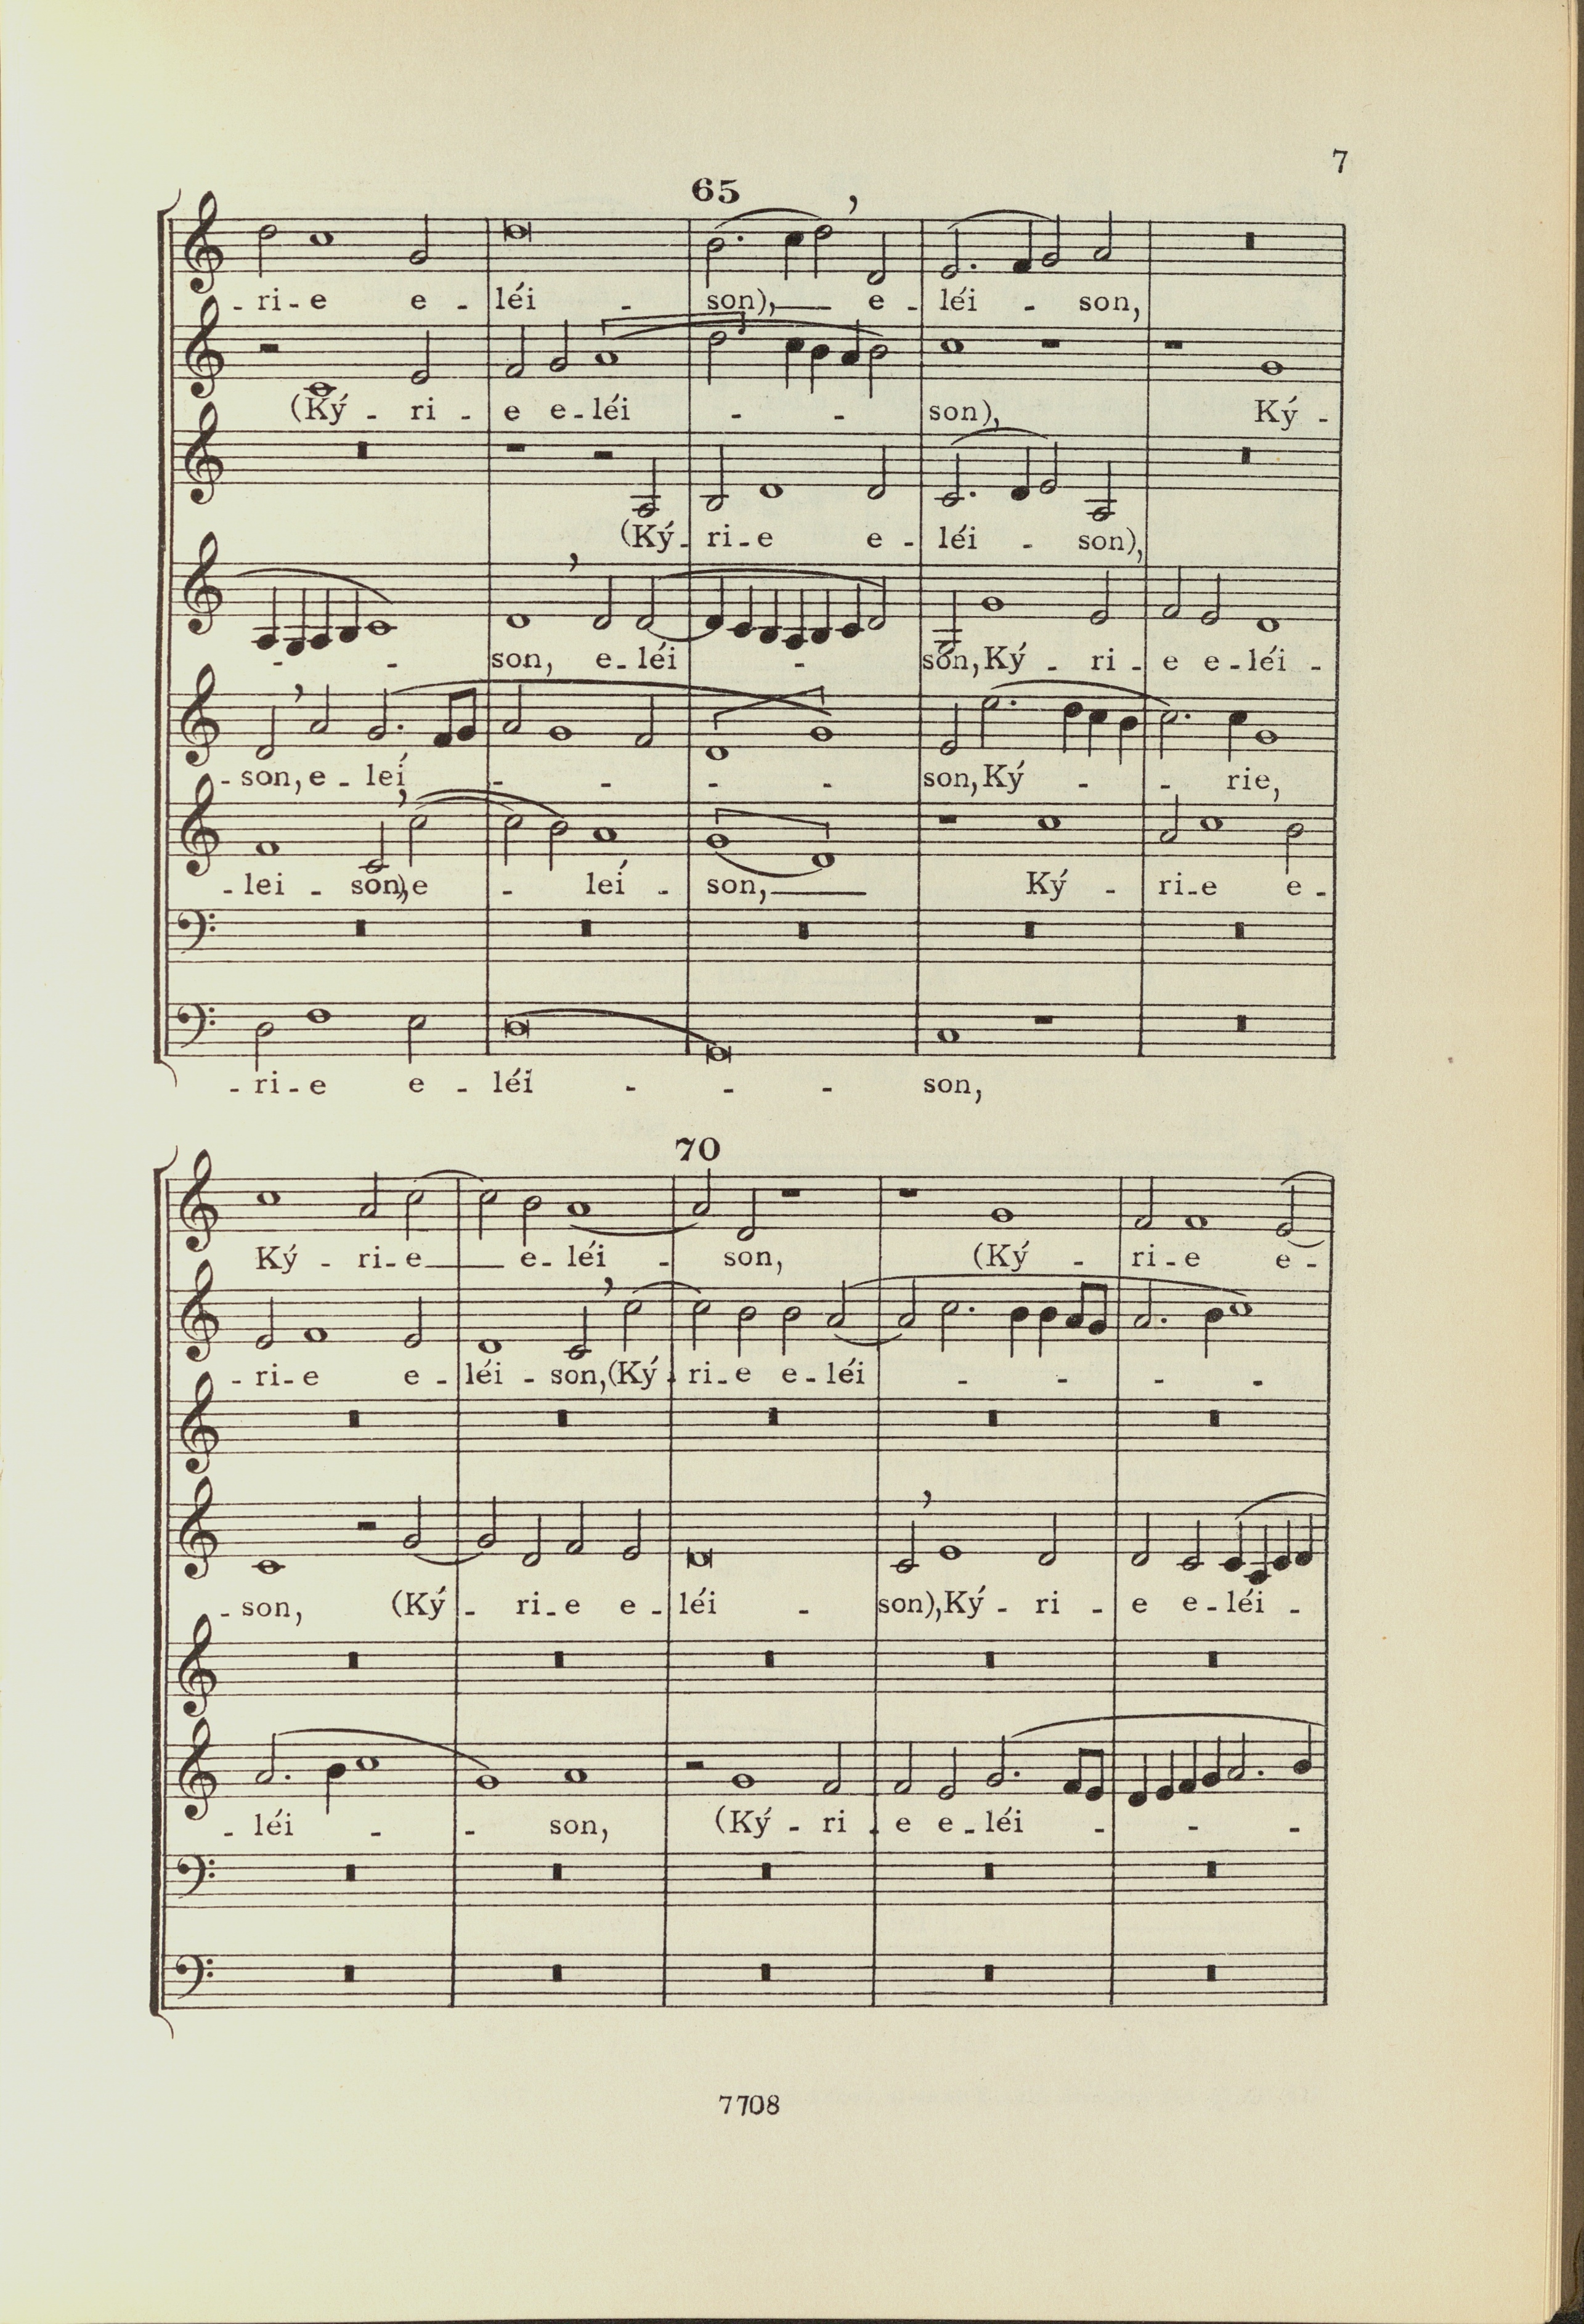 7
65
- ri - e e - léi - son), e - léi - son,
(Ký - ri - e e - léi - - son), Ký -
(Ký - ri - e e - léi - son),
- - son, e - léi - son, Ký - ri - e e - léi -
- son, e - léi - - - - son, Ký - - rie,
- lei - son), e - léi - son, Ký - ri - e e -
- ri - e e - léi - - - son,
70
Ký - ri - e e - léi - son, (Ký - ri - e e -
- ri - e e - léi - son, (Ký - ri - e e - léi - - - -
- son, (Ký - ri - e e - léi - son), Ký - ri - e e - léi -
- léi - - son, (Ký - ri - e e - léi - - -
7708